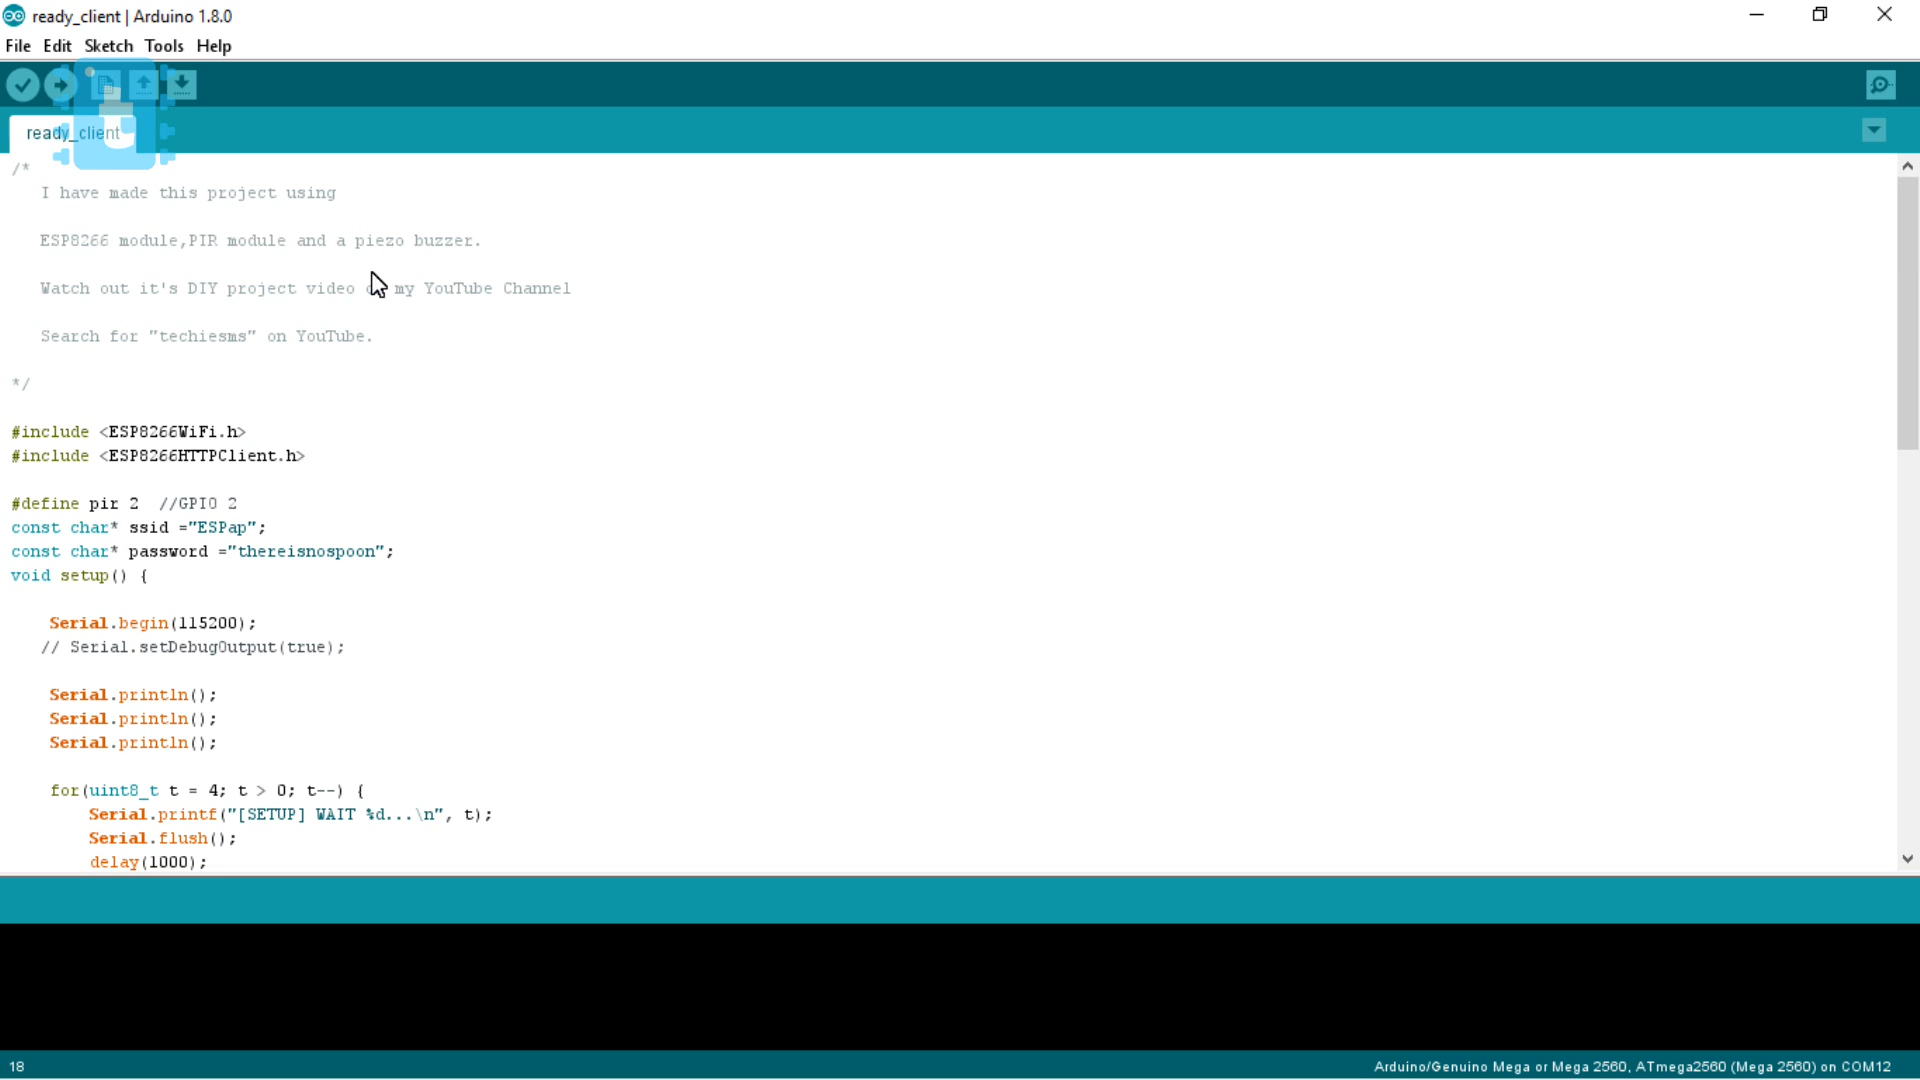 ready_client | Arduino 1.8.0
File Edit Sketch Tools Help
ready_client
/*
I have made this project using
ESP8266 module,PIR module and a piezo buzzer.
Watch out it's DIY project video my YouTube Channel
Search for "techiesms" on YouTube.
*/
#include <ESP8266WiFi.h>
#include <ESP8266HTTPClient.h>
#define pir 2 //GPIO 2
const char* ssid ="ESPap";
const char* password ="thereisnospoon";
void setup() {
Serial.begin(115200);
// Serial.setDebugOutput(true);
Serial.println();
Serial.println();
Serial.println();
for(uint8_t t = 4; t > 0; t--) {
Serial.printf("[SETUP] WAIT %d...\n", t);
Serial.flush();
delay(1000);
18
Arduino/Genuino Mega or Mega 2560, ATmega2560 (Mega 2560) on COM12